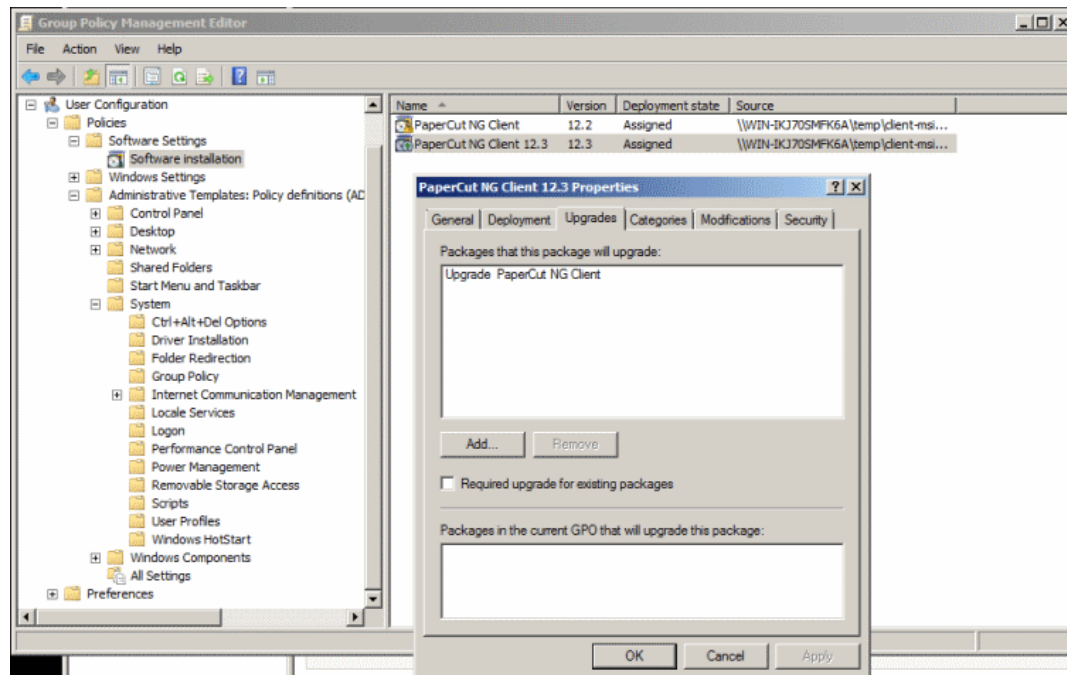 Group Policy Management Editor
File Action View Help
User Configuration
Policies
Software Settings
Software installation
Windows Settings
Administrative Templates: Policy definitions (AD
Control Panel
Desktop
Network
Shared Folders
Start Menu and Taskbar
System
Ctrl+Alt+Del Options
Driver Installation
Folder Redirection
Group Policy
Internet Communication Management
Locale Services
Logon
Performance Control Panel
Power Management
Removable Storage Access
Scripts
User Profiles
Windows HotStart
Windows Components
All Settings
Preferences
Name Version Deployment state Source
PaperCut NG Client 12.2 Assigned \\WIN-IKJ70SMFK6A\temp\client-msi...
PaperCut NG Client 12.3 12.3 Assigned \\WIN-IKJ70SMFK6A\temp\client-msi...
PaperCut NG Client 12.3 Properties
General Deployment Upgrades Categories Modifications Security
Packages that this package will upgrade:
Upgrade PaperCut NG Client
Add... Remove
Required upgrade for existing packages
Packages in the current GPO that will upgrade this package:
OK Cancel Apply